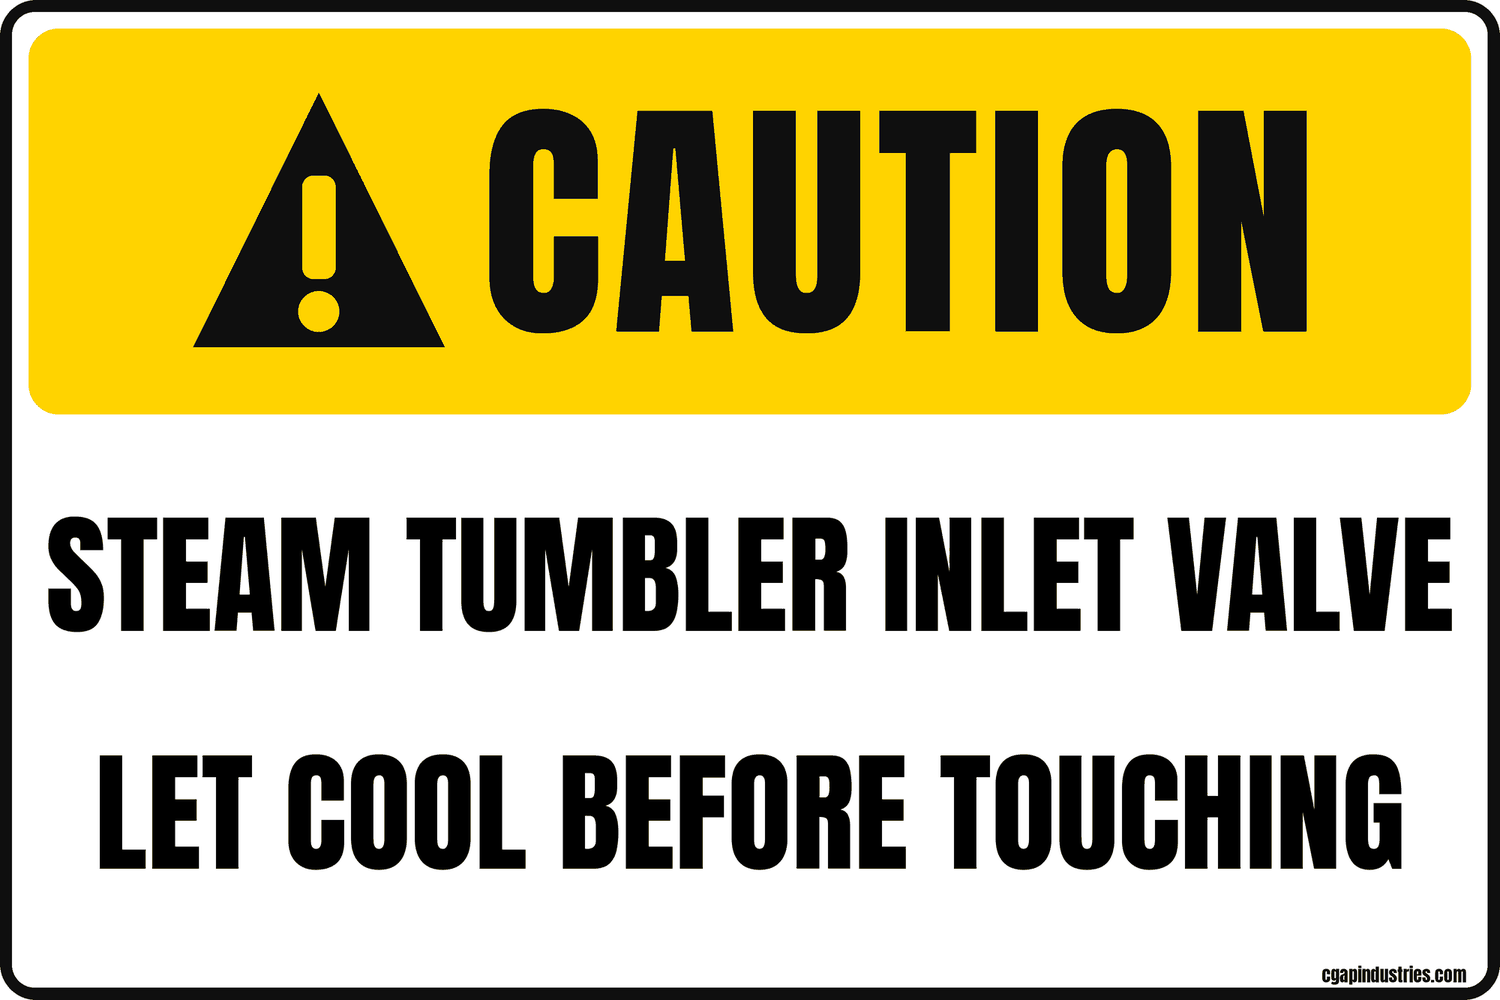 CAUTION
STEAM TUMBLER INLET VALVE
LET COOL BEFORE TOUCHING
cgapindustries.com